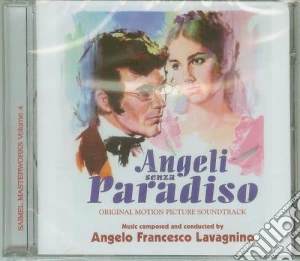 SAIMEL MASTERWORKS Volume 4
Angeli
senza
Paradiso
ORIGINAL MOTION PICTURE SOUNDTRACK
Music composed and conducted by
Angelo Francesco Lavagnino